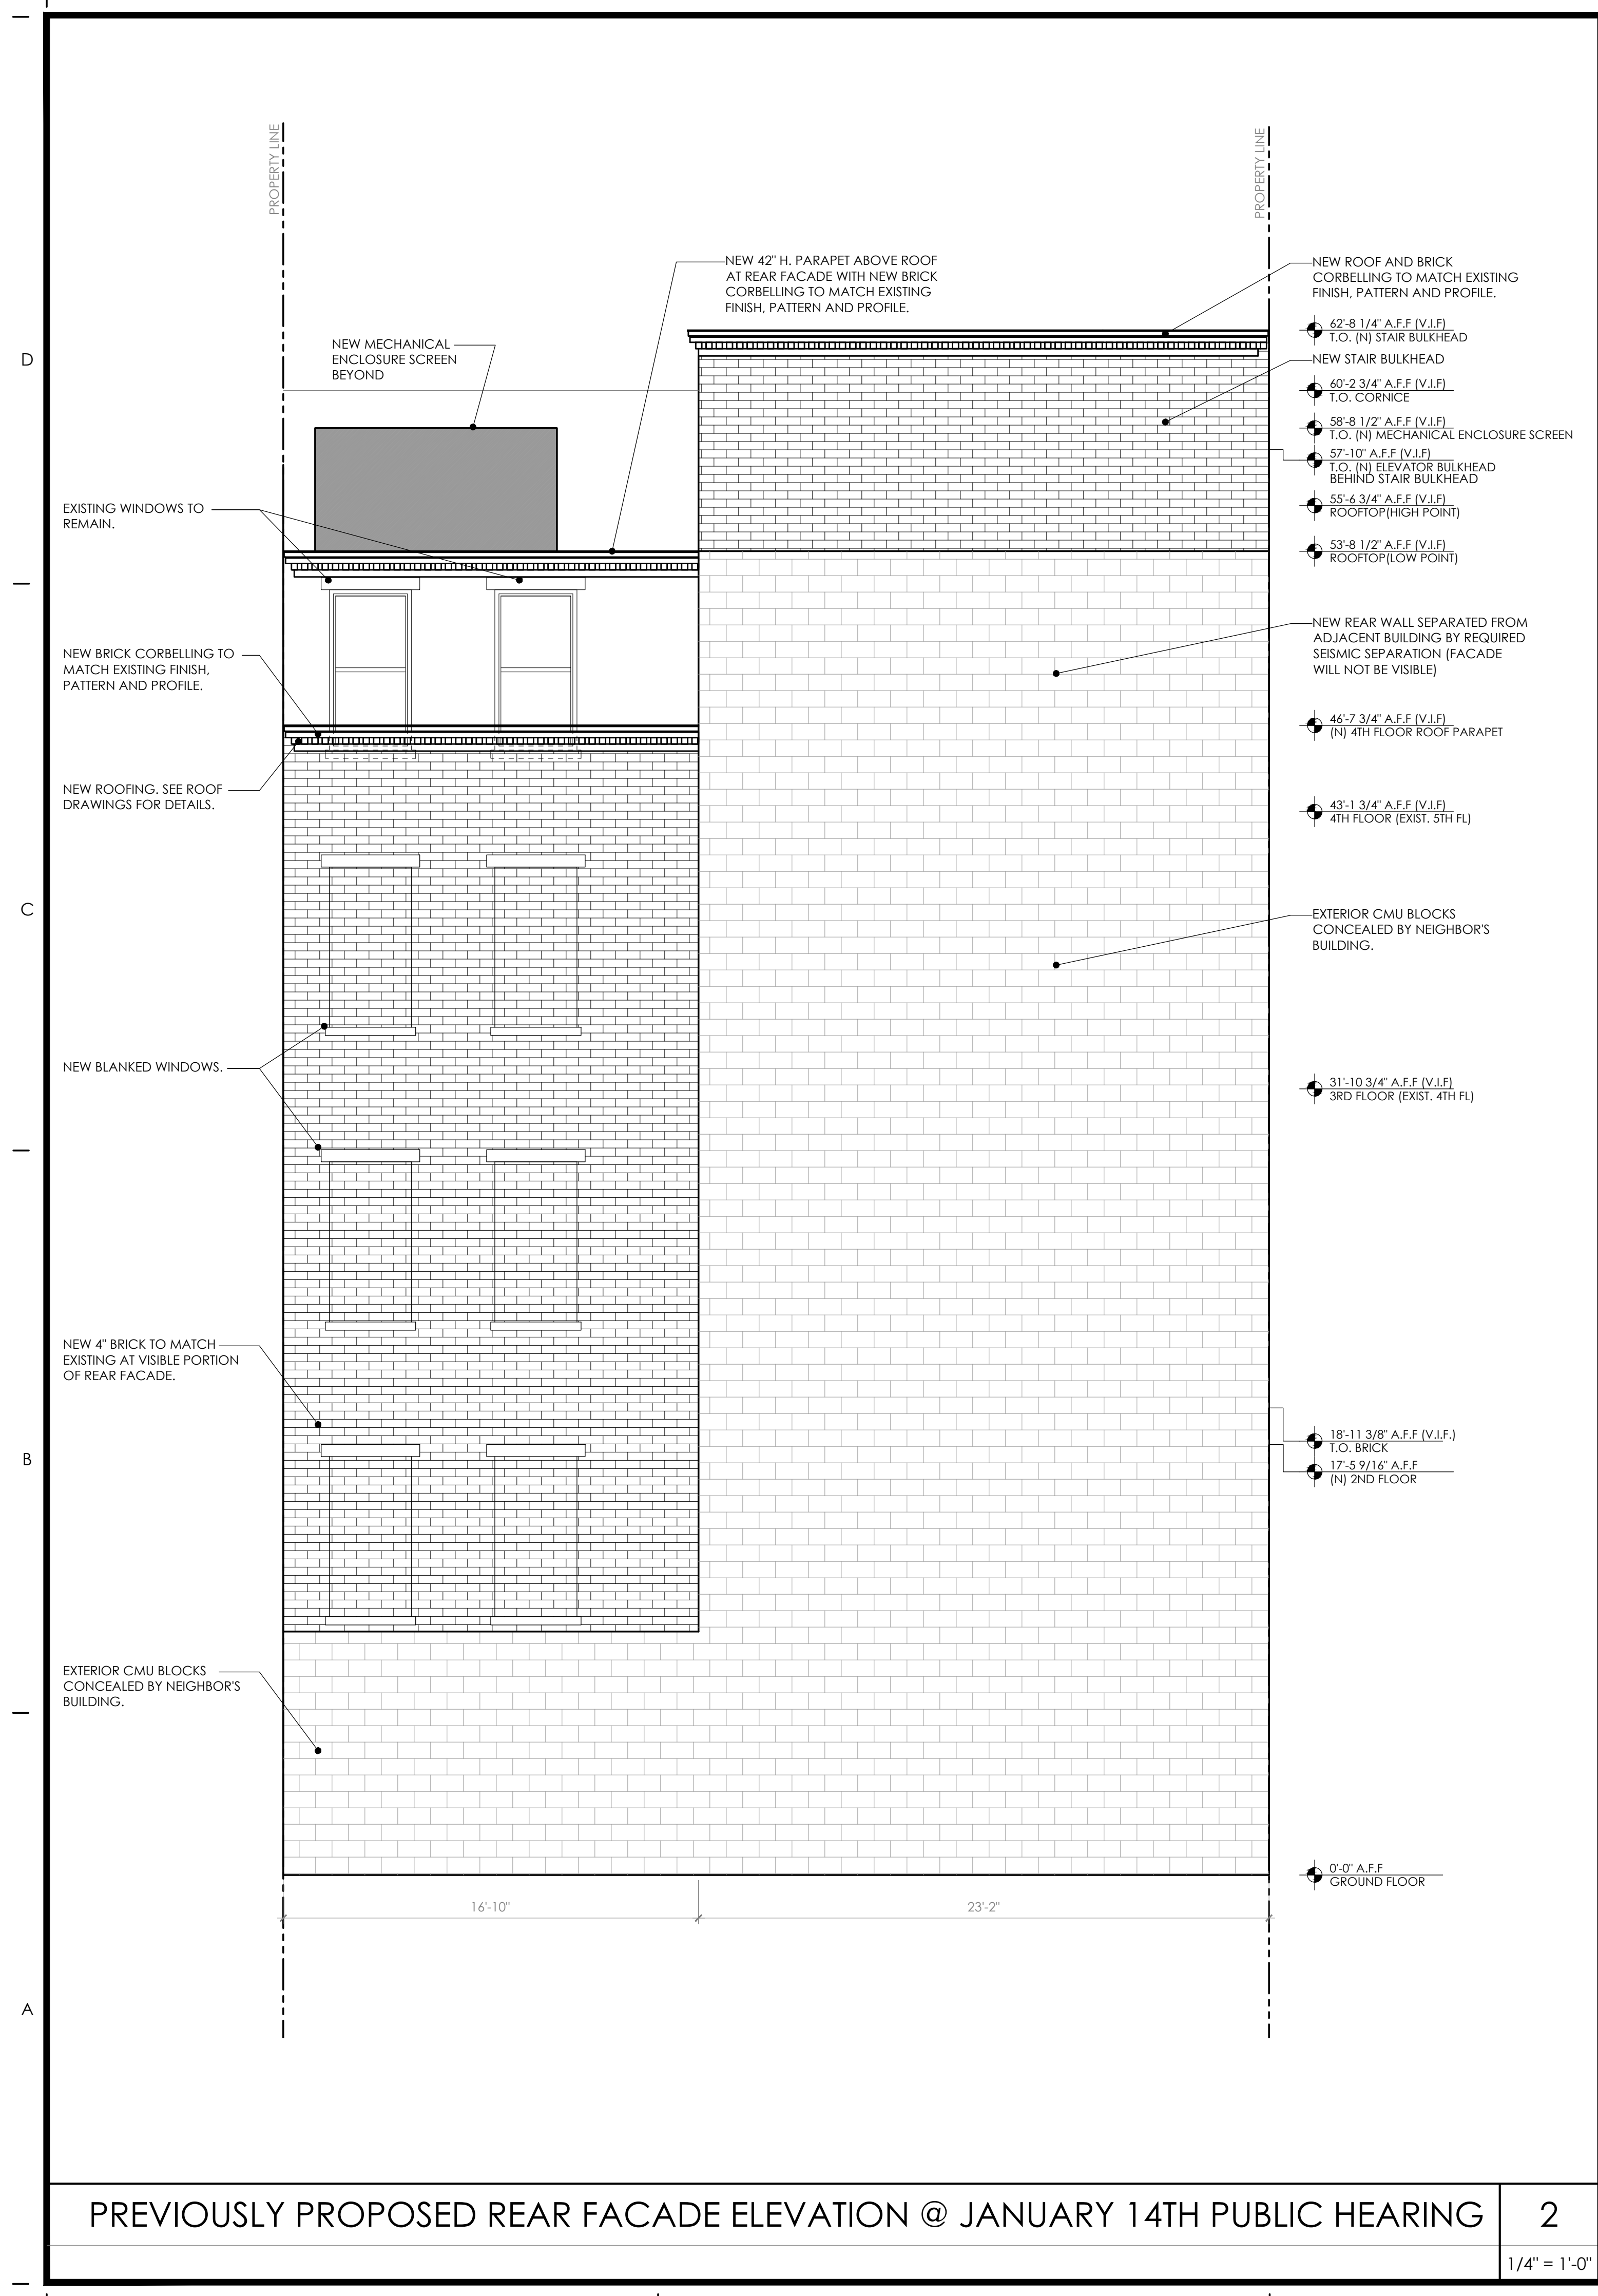 PROPERTY LINE
PROPERTY LINE
NEW 42" H. PARAPET ABOVE ROOF
AT REAR FACADE WITH NEW BRICK
CORBELLING TO MATCH EXISTING
FINISH, PATTERN AND PROFILE.
NEW ROOF AND BRICK
CORBELLING TO MATCH EXISTING
FINISH, PATTERN AND PROFILE.
62'-8 1/4" A.F.F (V.I.F)
T.O. (N) STAIR BULKHEAD
NEW MECHANICAL
ENCLOSURE SCREEN
BEYOND
NEW STAIR BULKHEAD
D
60'-2 3/4" A.F.F (V.I.F)
T.O. CORNICE
58'-8 1/2" A.F.F (V.I.F)
T.O. (N) MECHANICAL ENCLOSURE SCREEN
57'-10" A.F.F (V.I.F)
T.O. (N) ELEVATOR BULKHEAD
BEHIND STAIR BULKHEAD
EXISTING WINDOWS TO
REMAIN.
55'-6 3/4" A.F.F (V.I.F)
ROOFTOP(HIGH POINT)
53'-8 1/2" A.F.F (V.I.F)
ROOFTOP(LOW POINT)
NEW REAR WALL SEPARATED FROM
ADJACENT BUILDING BY REQUIRED
SEISMIC SEPARATION (FACADE
WILL NOT BE VISIBLE)
NEW BRICK CORBELLING TO
MATCH EXISTING FINISH,
PATTERN AND PROFILE.
46'-7 3/4" A.F.F (V.I.F)
(N) 4TH FLOOR ROOF PARAPET
NEW ROOFING. SEE ROOF
DRAWINGS FOR DETAILS.
43'-1 3/4" A.F.F (V.I.F)
4TH FLOOR (EXIST. 5TH FL)
C
EXTERIOR CMU BLOCKS
CONCEALED BY NEIGHBOR'S
BUILDING.
NEW BLANKED WINDOWS.
31'-10 3/4" A.F.F (V.I.F)
3RD FLOOR (EXIST. 4TH FL)
NEW 4" BRICK TO MATCH
EXISTING AT VISIBLE PORTION
OF REAR FACADE.
B
18'-11 3/8" A.F.F (V.I.F.)
T.O. BRICK
17'-5 9/16" A.F.F
(N) 2ND FLOOR
EXTERIOR CMU BLOCKS
CONCEALED BY NEIGHBOR'S
BUILDING.
0'-0" A.F.F
GROUND FLOOR
16'-10"
23'-2"
A
PREVIOUSLY PROPOSED REAR FACADE ELEVATION @ JANUARY 14TH PUBLIC HEARING
2
1/4" = 1'-0"